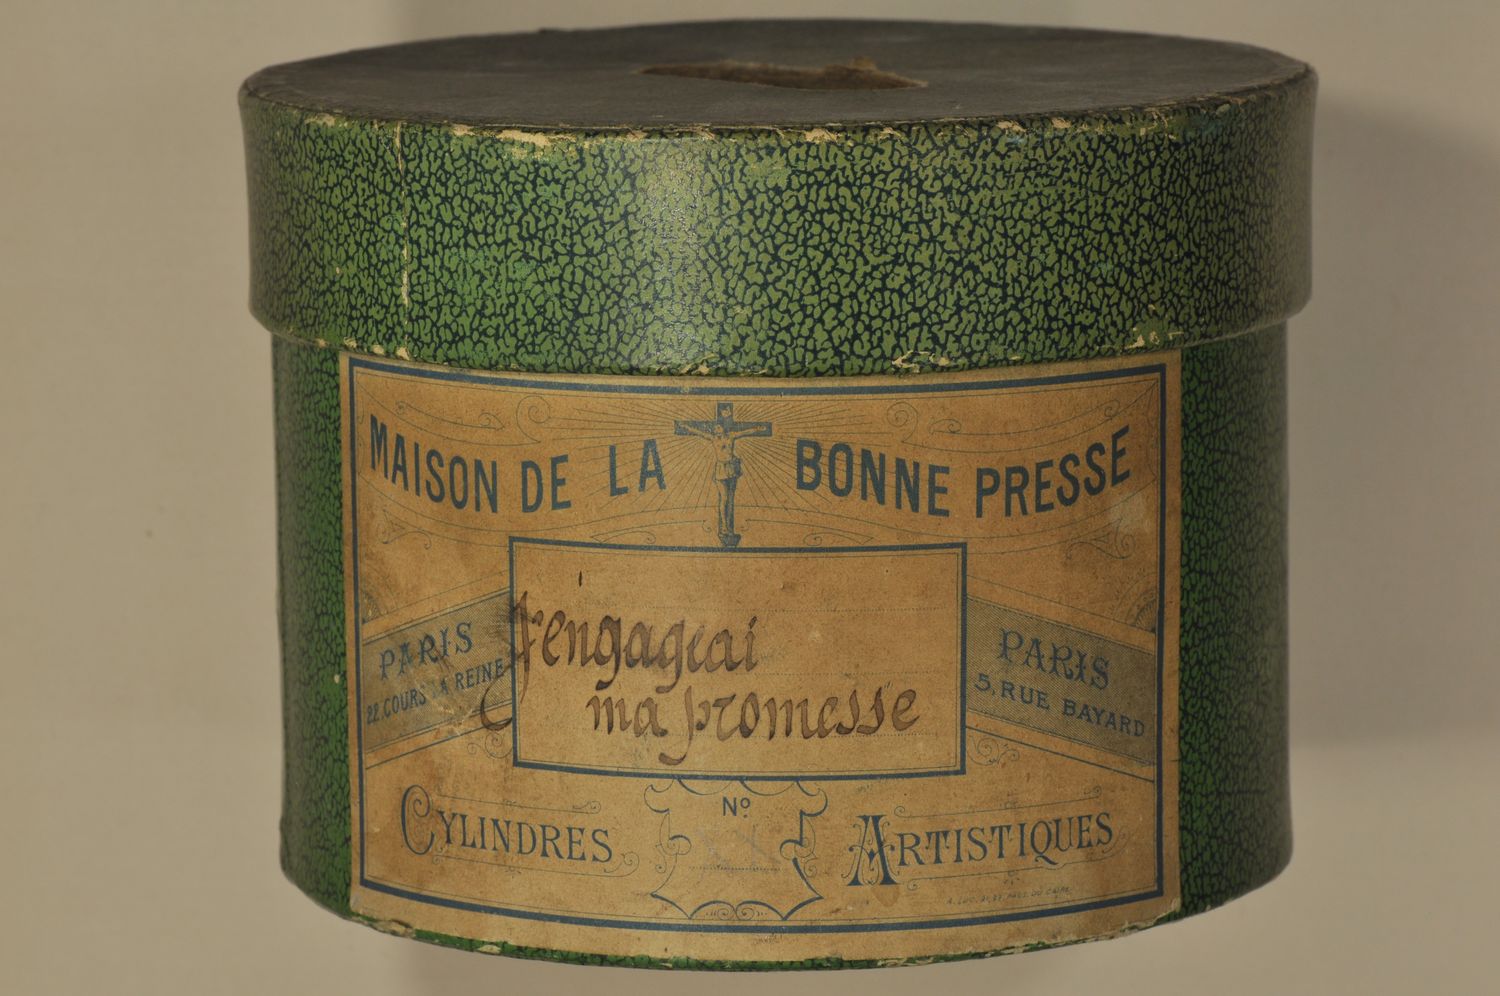 MAISON DE LA BONNE PRESSE
PARIS
22, COURS LA REINE
J'engageai
ma promesse
PARIS
5, RUE BAYARD
CYLINDRES
Nº
ARTISTIQUES